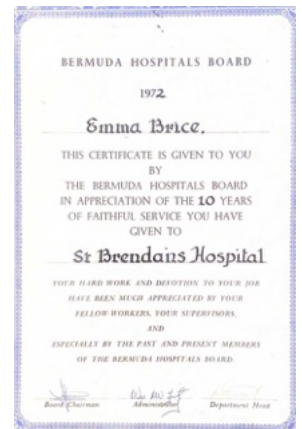 BERMUDA HOSPITALS BOARD
1972
Emma Brice.
THIS CERTIFICATE IS GIVEN TO YOU
BY
THE BERMUDA HOSPITALS BOARD
IN APPRECIATION OF THE 10 YEARS
OF FAITHFUL SERVICE YOU HAVE
GIVEN TO
St Brendans Hospital
YOUR HARD WORK AND DEVOTION TO YOUR JOB
HAVE BEEN MUCH APPRECIATED BY YOUR
FELLOW-WORKERS, YOUR SUPERVISORS,
AND
ESPECIALLY BY THE PAST AND PRESENT MEMBERS
OF THE BERMUDA HOSPITALS BOARD.
Board Chairman Administrator Department Head